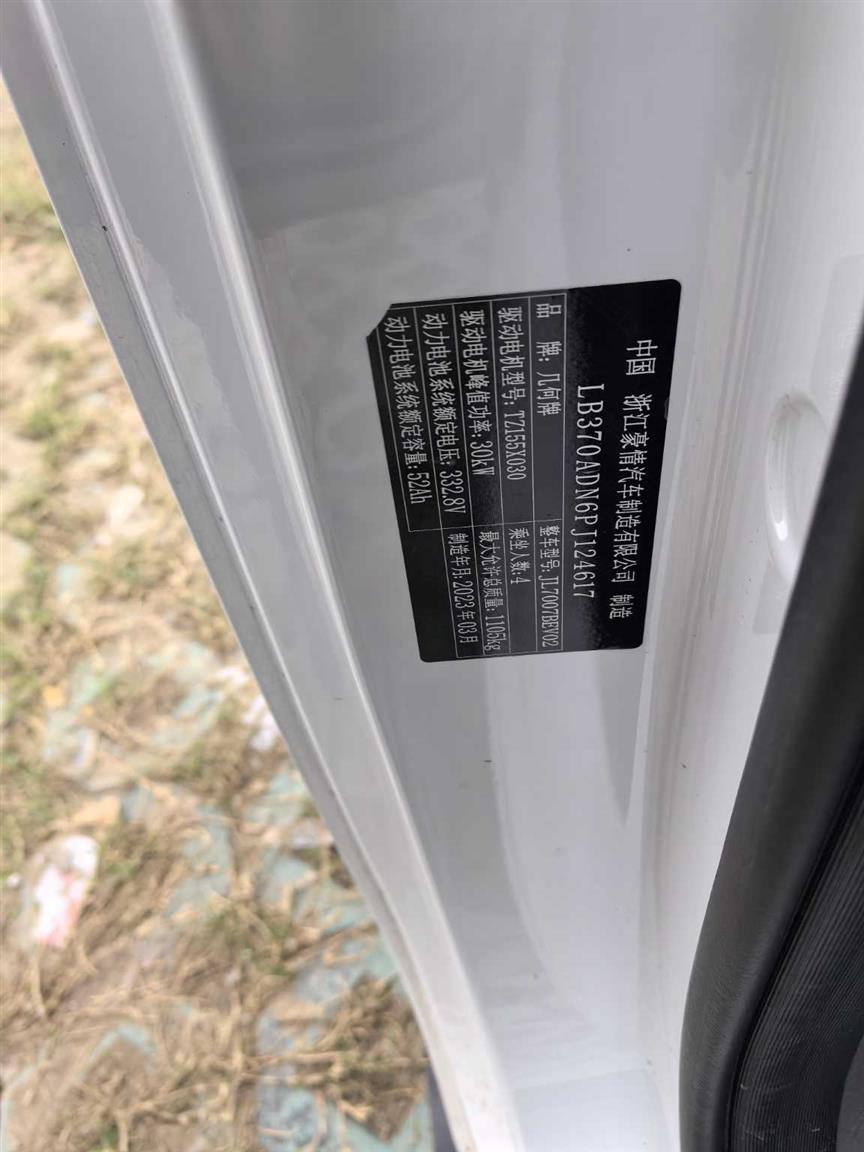 中国 浙江豪情汽车制造有限公司 制造
LB370ADN6PJ124617
品 牌: 几何牌 整车型号: JL7007BEV02
驱动电机型号: TZ155X030 乘坐人数: 4
驱动电机峰值功率: 30kW 最大允许总质量: 1105kg
动力电池系统额定电压: 332.8V 制造年月: 2023年03月
动力电池系统额定容量: 52Ah